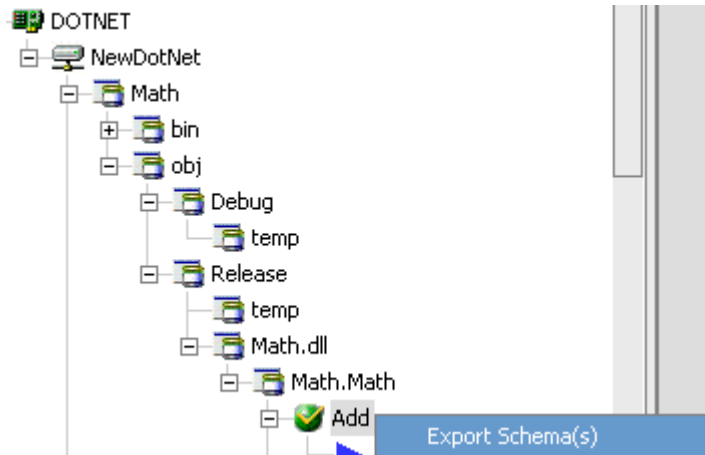 DOTNET
NewDotNet
Math
bin
obj
Debug
temp
Release
temp
Math.dll
Math.Math
Add
Export Schema(s)